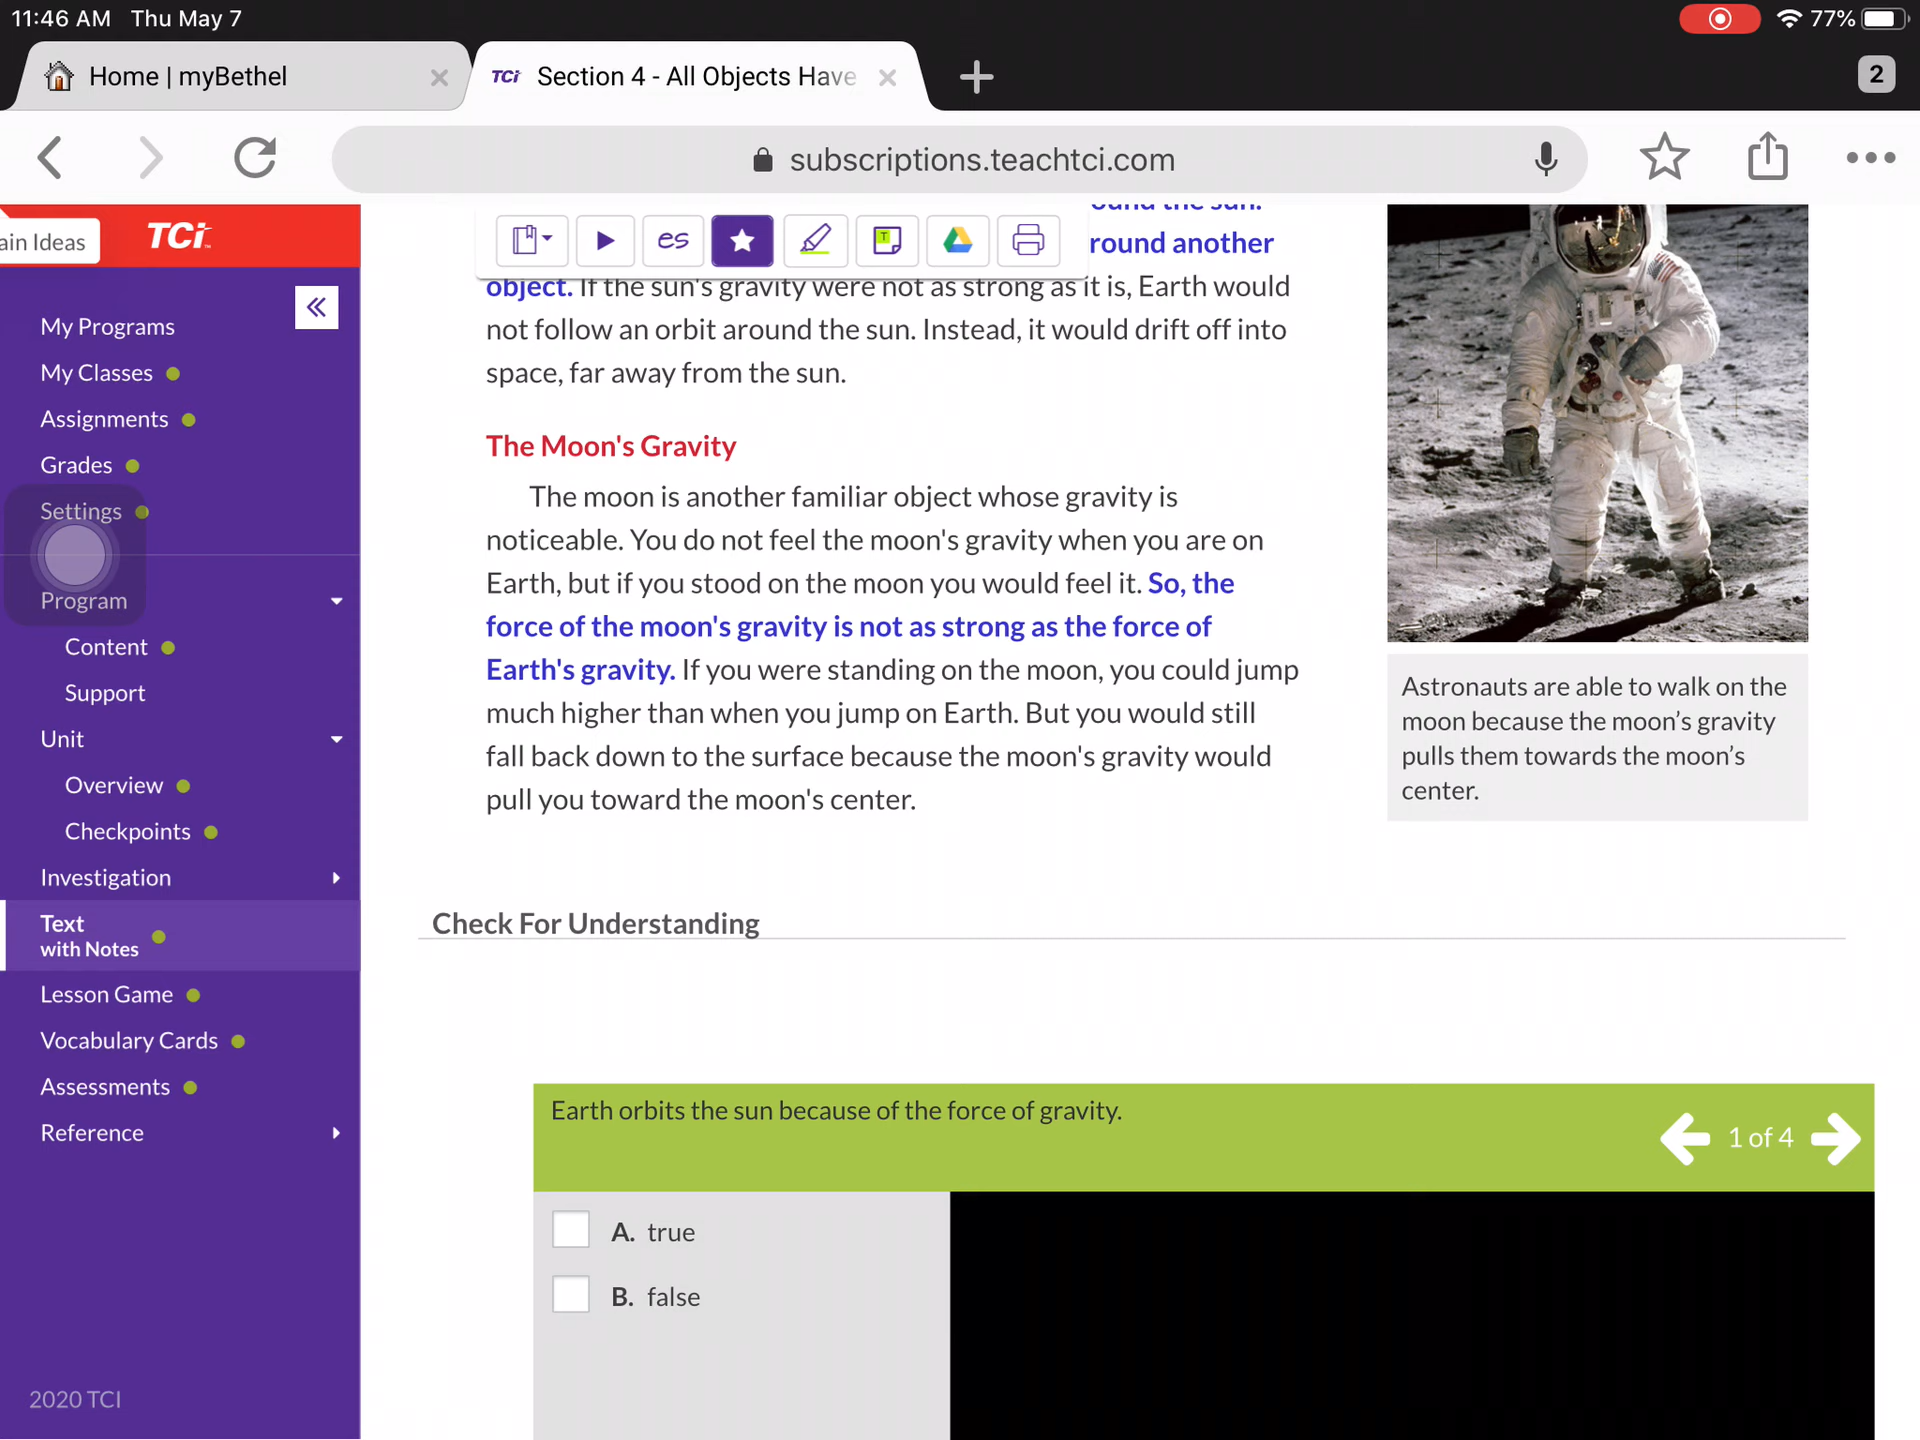 11:46 AM Thu May 7
77%
Home | myBethel
TCi Section 4 - All Objects Have
2
subscriptions.teachtci.com
ain Ideas
TCi
My Programs
My Classes
Assignments
Grades
Settings
Program
Content
Support
Unit
Overview
Checkpoints
Investigation
Text
with Notes
Lesson Game
Vocabulary Cards
Assessments
Reference
2020 TCI
es
T
ound the sun.
round another
object. If the sun's gravity were not as strong as it is, Earth would
not follow an orbit around the sun. Instead, it would drift off into
space, far away from the sun.
The Moon's Gravity
The moon is another familiar object whose gravity is
noticeable. You do not feel the moon's gravity when you are on
Earth, but if you stood on the moon you would feel it. So, the
force of the moon's gravity is not as strong as the force of
Earth's gravity. If you were standing on the moon, you could jump
much higher than when you jump on Earth. But you would still
fall back down to the surface because the moon's gravity would
pull you toward the moon's center.
Astronauts are able to walk on the
moon because the moon’s gravity
pulls them towards the moon’s
center.
Check For Understanding
Earth orbits the sun because of the force of gravity.
1 of 4
A. true
B. false